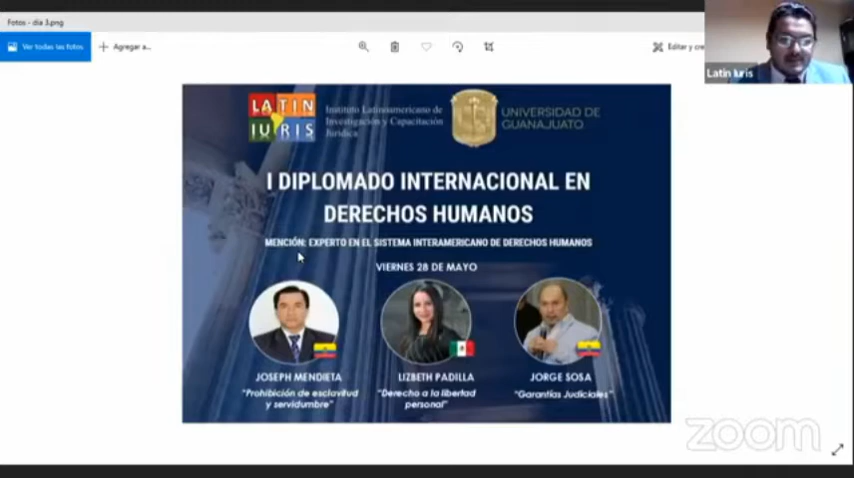 Fotos - día 3.png
Ver todas las fotos
Agregar a...
Editar y cre
Latin Iuris
LATIN
IURIS
Instituto Latinoamericano de
Investigación y Capacitación
Jurídica
UNIVERSIDAD DE
GUANAJUATO
I DIPLOMADO INTERNACIONAL EN
DERECHOS HUMANOS
MENCIÓN: EXPERTO EN EL SISTEMA INTERAMERICANO DE DERECHOS HUMANOS
VIERNES 28 DE MAYO
JOSEPH MENDIETA
"Prohibición de esclavitud
y servidumbre"
LIZBETH PADILLA
"Derecho a la libertad
personal"
JORGE SOSA
"Garantías Judiciales"
zoom